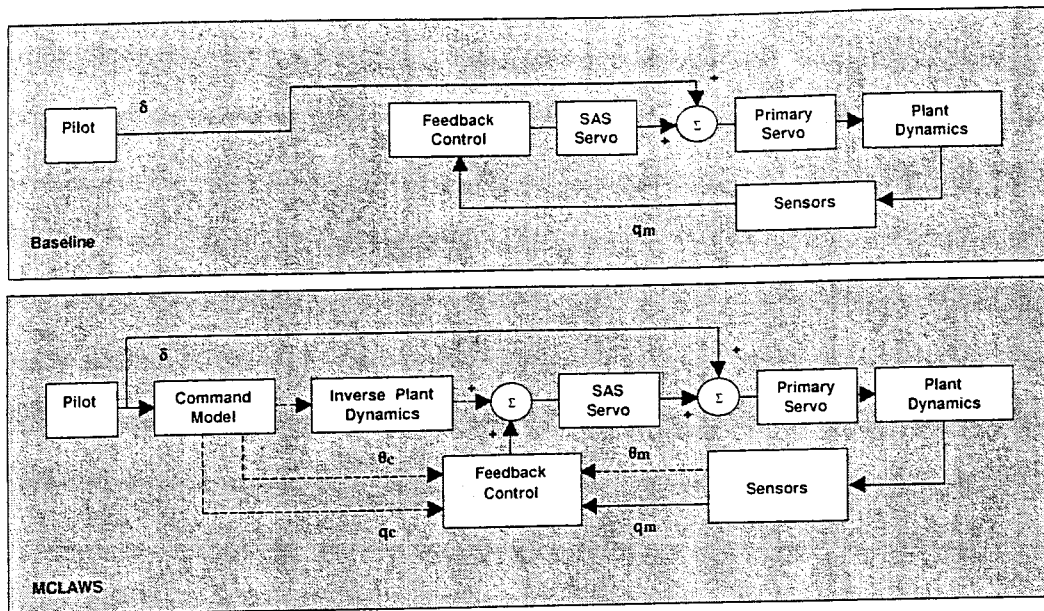 δ
+
Pilot
Feedback
Control
SAS
Servo
+
Σ
Primary
Servo
Plant
Dynamics
Sensors
qm
Baseline
δ
+
Pilot
Command
Model
Inverse Plant
Dynamics
+
Σ
+
SAS
Servo
+
Σ
Primary
Servo
Plant
Dynamics
θc
Feedback
Control
θm
Sensors
qc
qm
MCLAWS